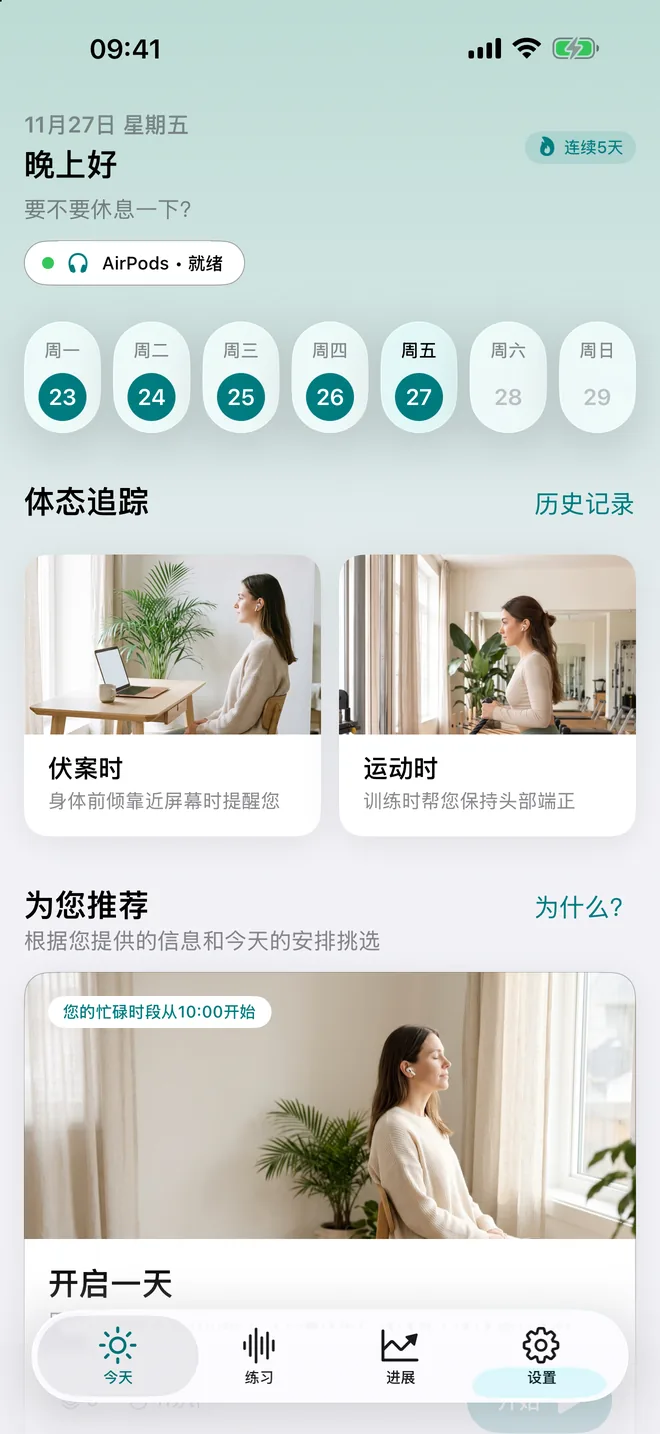 09:41
11月27日 星期五
晚上好
连续5天
要不要休息一下?
AirPods • 就绪
周一 周二 周三 周四 周五 周六 周日
23 24 25 26 27 28 29
体态追踪 历史记录
伏案时 运动时
身体前倾靠近屏幕时提醒您 训练时帮您保持头部端正
为您推荐 为什么?
根据您提供的信息和今天的安排挑选
您的忙碌时段从10:00开始
开启一天
今天 练习 进展 设置
开始